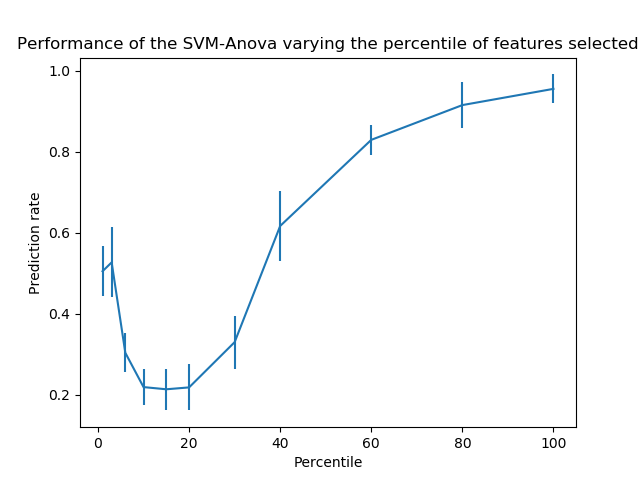 Performance of the SVM-Anova varying the percentile of features selected
1.0
0.8
0.6
0.4
0.2
Prediction rate
0 20 40 60 80 100
Percentile